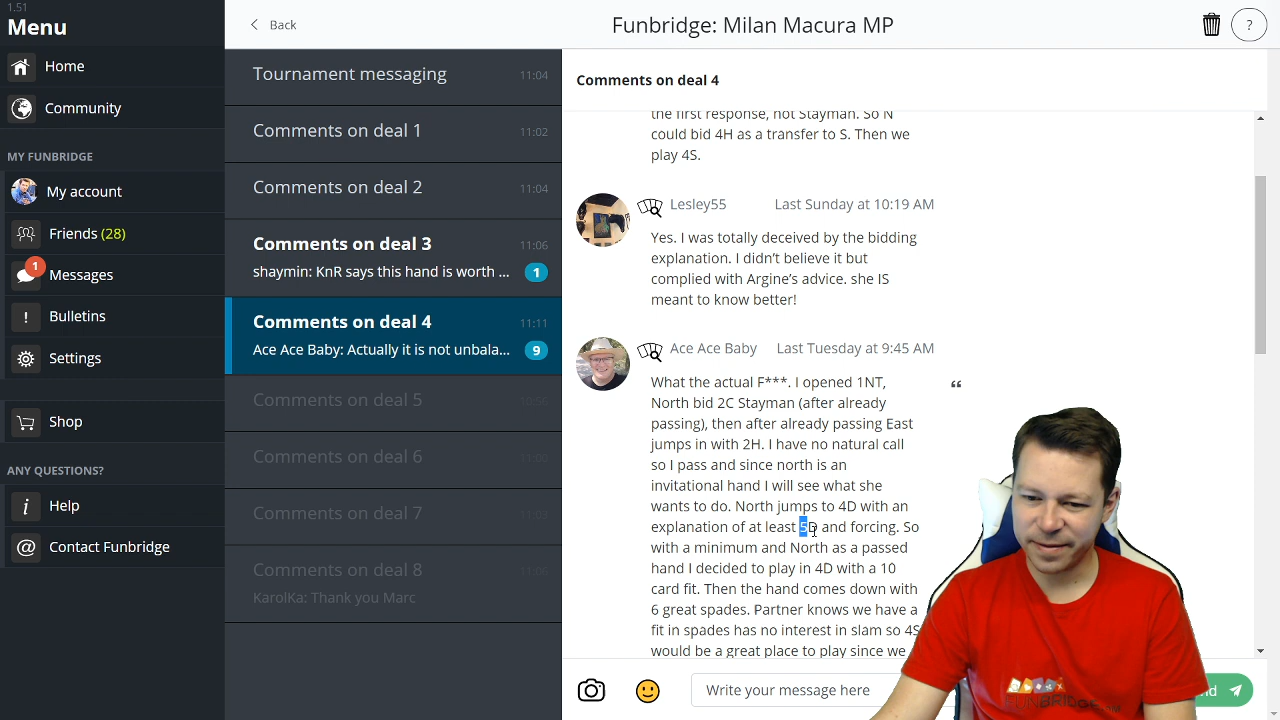 1.51
Menu
Home
Community
MY FUNBRIDGE
My account
Friends (28)
1
Messages
Bulletins
Settings
Shop
ANY QUESTIONS?
Help
Contact Funbridge
Back
Funbridge: Milan Macura MP
?
Tournament messaging 11:04
Comments on deal 1 11:02
Comments on deal 2 11:04
Comments on deal 3 11:06
shaymin: KnR says this hand is worth ... 1
Comments on deal 4 11:11
Ace Ace Baby: Actually it is not unbala... 9
Comments on deal 5 10:56
Comments on deal 6 11:00
Comments on deal 7 11:03
Comments on deal 8 11:06
KarolKa: Thank you Marc
Comments on deal 4
the first response, not Stayman. So N
could bid 4H as a transfer to S. Then we
play 4S.
Lesley55 Last Sunday at 10:19 AM
Yes. I was totally deceived by the bidding
explanation. I didn't believe it but
complied with Argine's advice. she IS
meant to know better!
Ace Ace Baby Last Tuesday at 9:45 AM
What the actual F***. I opened 1NT,
North bid 2C Stayman (after already
passing), then after already passing East
jumps in with 2H. I have no natural call
so I pass and since north is an
invitational hand I will see what she
wants to do. North jumps to 4D with an
explanation of at least 5D and forcing. So
with a minimum and North as a passed
hand I decided to play in 4D with a 10
card fit. Then the hand comes down with
6 great spades. Partner knows we have a
fit in spades has no interest in slam so 4S
would be a great place to play since we
Write your message here
FUNBRIDGE.COM